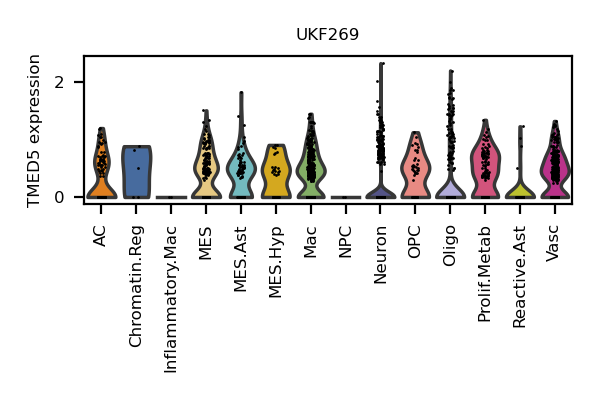 UKF269
TMED5 expression
2
0
AC
Chromatin.Reg
Inflammatory.Mac
MES
MES.Ast
MES.Hyp
Mac
NPC
Neuron
OPC
Oligo
Prolif.Metab
Reactive.Ast
Vasc